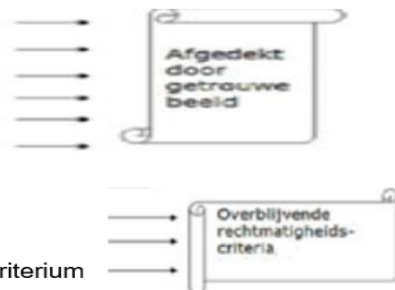 Afgedekt
door
getrouwe
beeld
Overblijvende
rechtmatigheids-
criteria
riterium